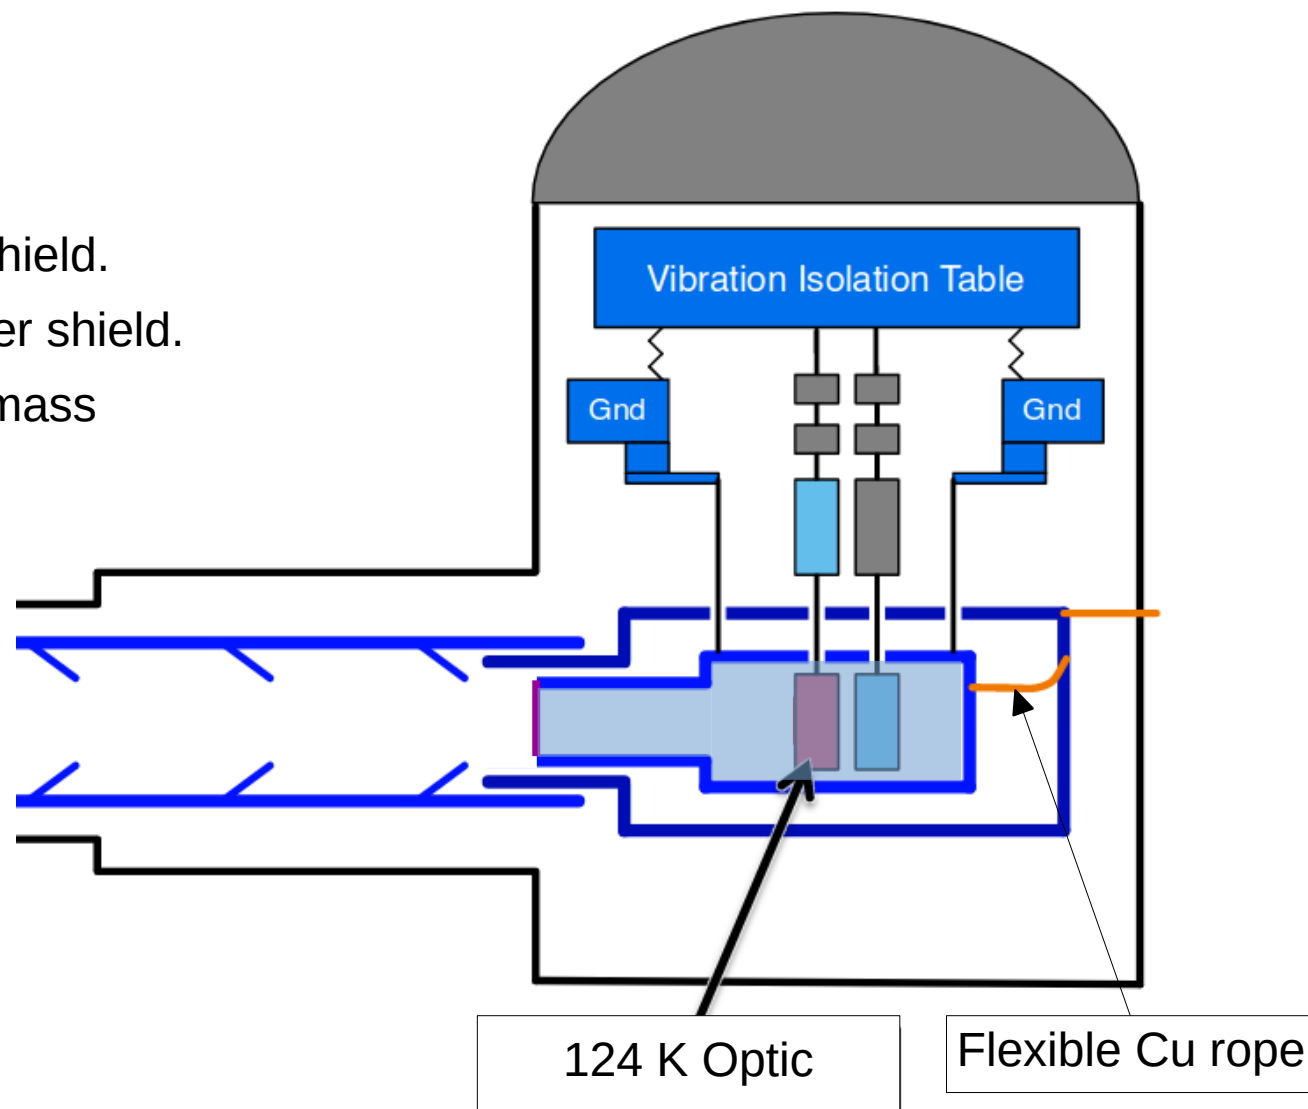 hield.
er shield.
mass
Vibration Isolation Table
Gnd
Gnd
124 K Optic
Flexible Cu rope